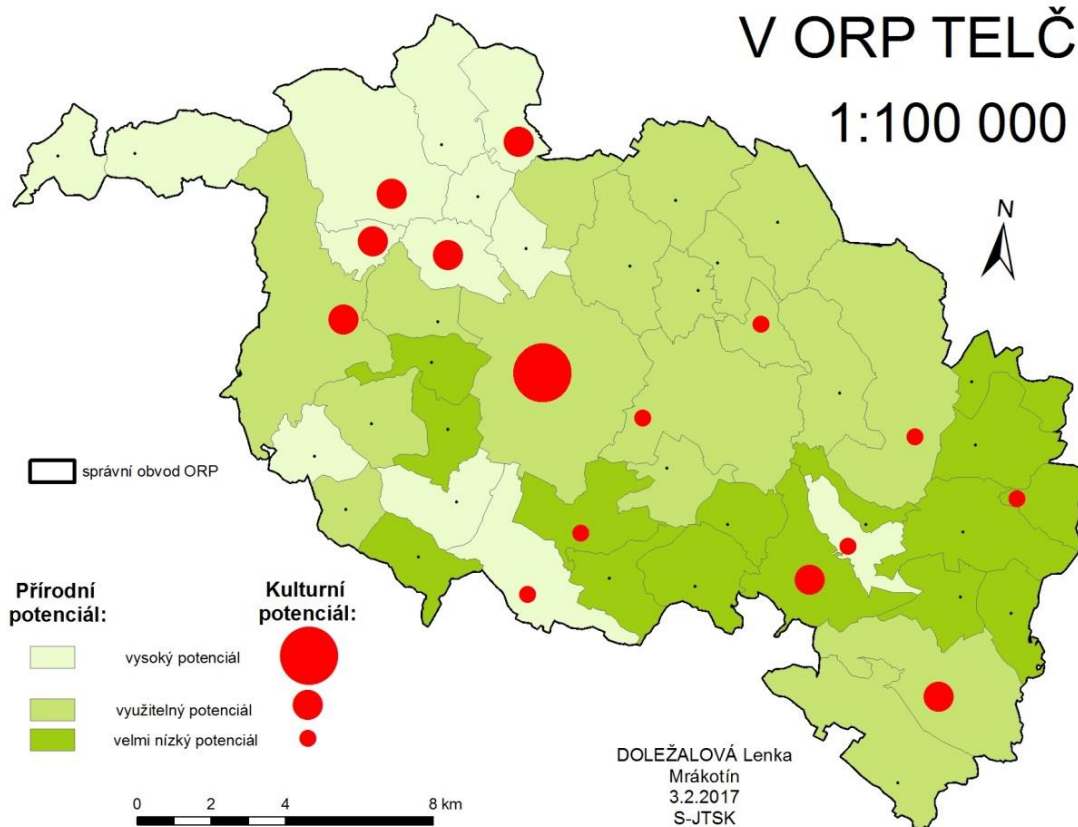 V ORP TELČ
1:100 000
N
správní obvod ORP
Přírodní
potenciál:
vysoký potenciál
využitelný potenciál
velmi nízký potenciál
Kulturní
potenciál:
0 2 4 8 km
DOLEŽALOVÁ Lenka
Mrákotín
3.2.2017
S-JTSK